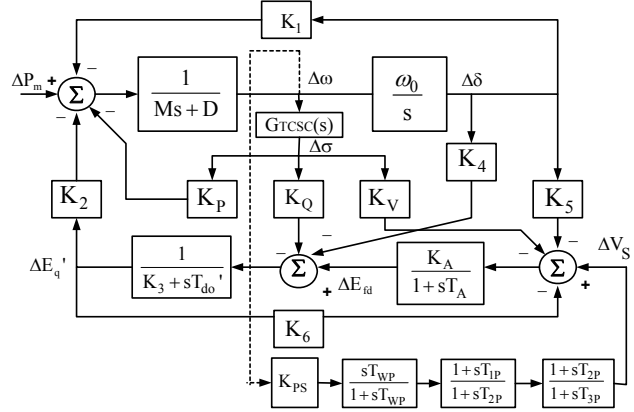 K1
ΔPm + − Σ − −
1 / Ms + D
Δω
ω0 / s
Δδ
GTCSC(s)
Δσ
K4
K2
KP
KQ
KV
K5
ΔEq'
1 / K3 + sTdo'
− − Σ +
ΔEfd
KA / 1 + sTA
− − Σ − +
ΔVS
K6
KPS
sTWP / 1 + sTWP
1 + sT1P / 1 + sT2P
1 + sT2P / 1 + sT3P